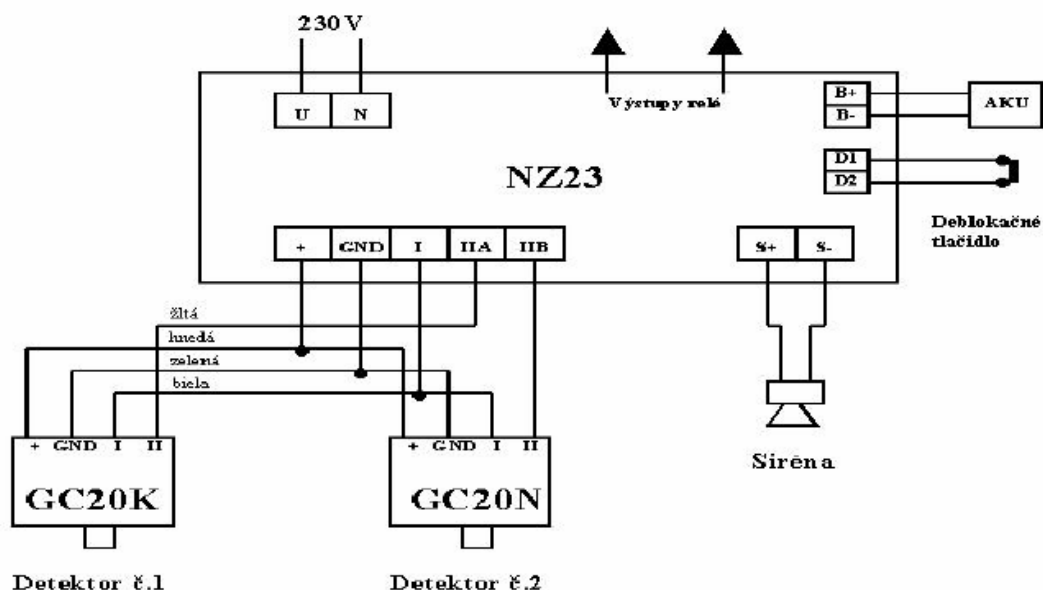 230 V
U N
Výstupy relé
B+
B-
AKU
D1
D2
NZ23
Deblokačné
tlačidlo
+ GND I IIA IIB
S+ S-
žltá
hnedá
zelená
biela
+ GND I II
+ GND I II
GC20K
GC20N
Siréna
Detektor č.1
Detektor č.2